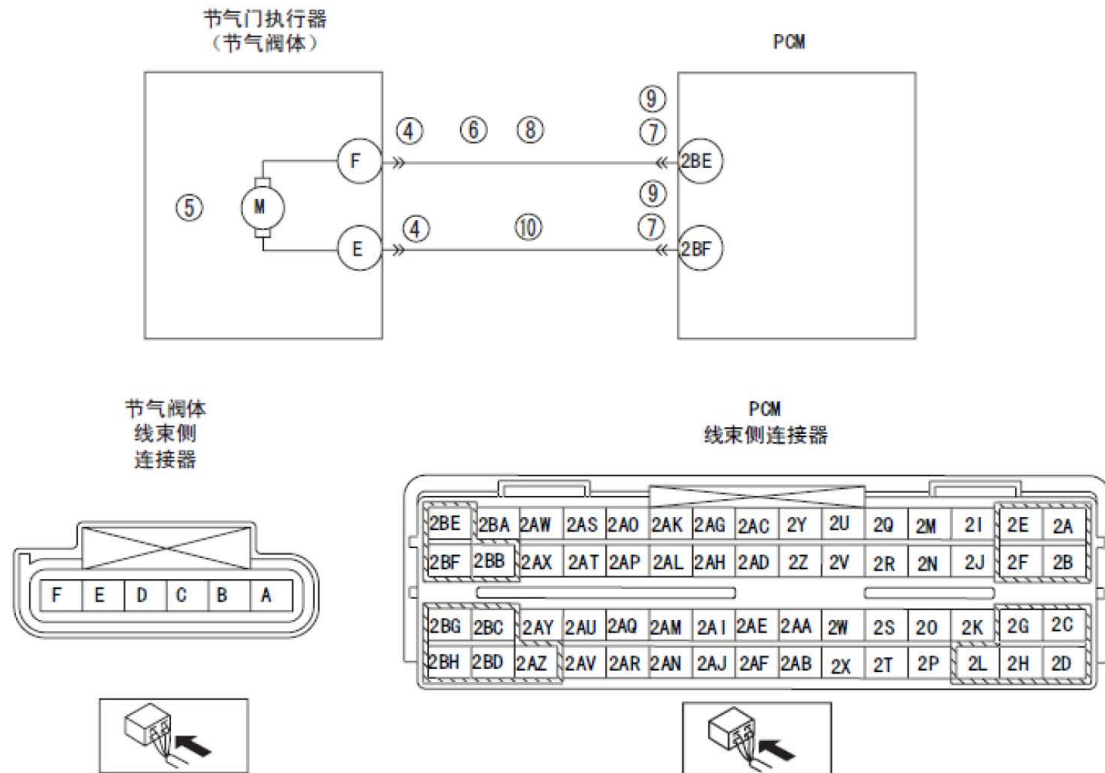 节气门执行器
（节气阀体）
PCM
⑨
④ ⑥ ⑧ ⑦
F 2BE
⑤ M ⑨
④ ⑩ ⑦
E 2BF
节气阀体
线束侧
连接器
PCM
线束侧连接器
F E D C B A
2BE 2BA 2AW 2AS 2AO 2AK 2AG 2AC 2Y 2U 2Q 2M 2I 2E 2A
2BF 2BB 2AX 2AT 2AP 2AL 2AH 2AD 2Z 2V 2R 2N 2J 2F 2B
2BG 2BC 2AY 2AU 2AQ 2AM 2AI 2AE 2AA 2W 2S 2O 2K 2G 2C
2BH 2BD 2AZ 2AV 2AR 2AN 2AJ 2AF 2AB 2X 2T 2P 2L 2H 2D